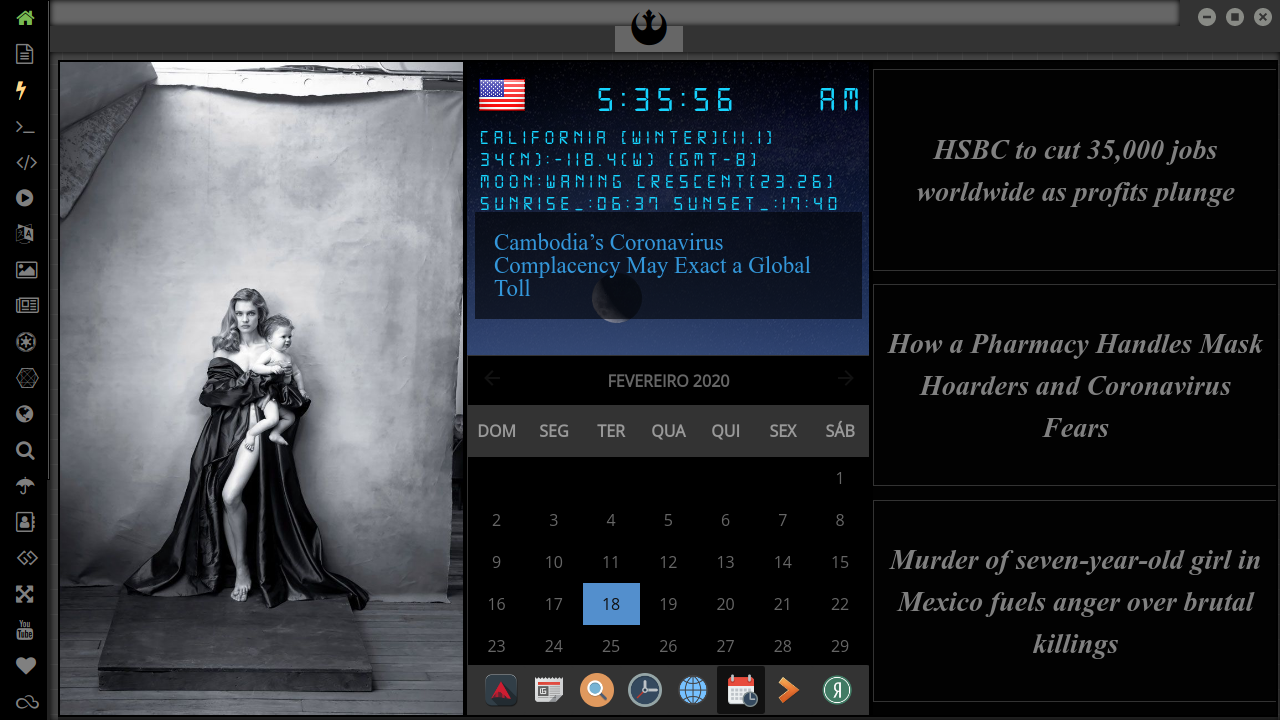 5:35:56 AM
CALIFORNIA (WINTER)(11.1)
34(N):-118.4(W) (GMT-8)
MOON:WANING CRESCENT(23.26)
SUNRISE_:06:37 SUNSET_:17:40
Cambodia’s Coronavirus
Complacency May Exact a Global
Toll
FEVEREIRO 2020
DOM SEG TER QUA QUI SEX SÁB
1
2 3 4 5 6 7 8
9 10 11 12 13 14 15
16 17 18 19 20 21 22
23 24 25 26 27 28 29
HSBC to cut 35,000 jobs
worldwide as profits plunge
How a Pharmacy Handles Mask
Hoarders and Coronavirus
Fears
Murder of seven-year-old girl in
Mexico fuels anger over brutal
killings
You
Tube
Я